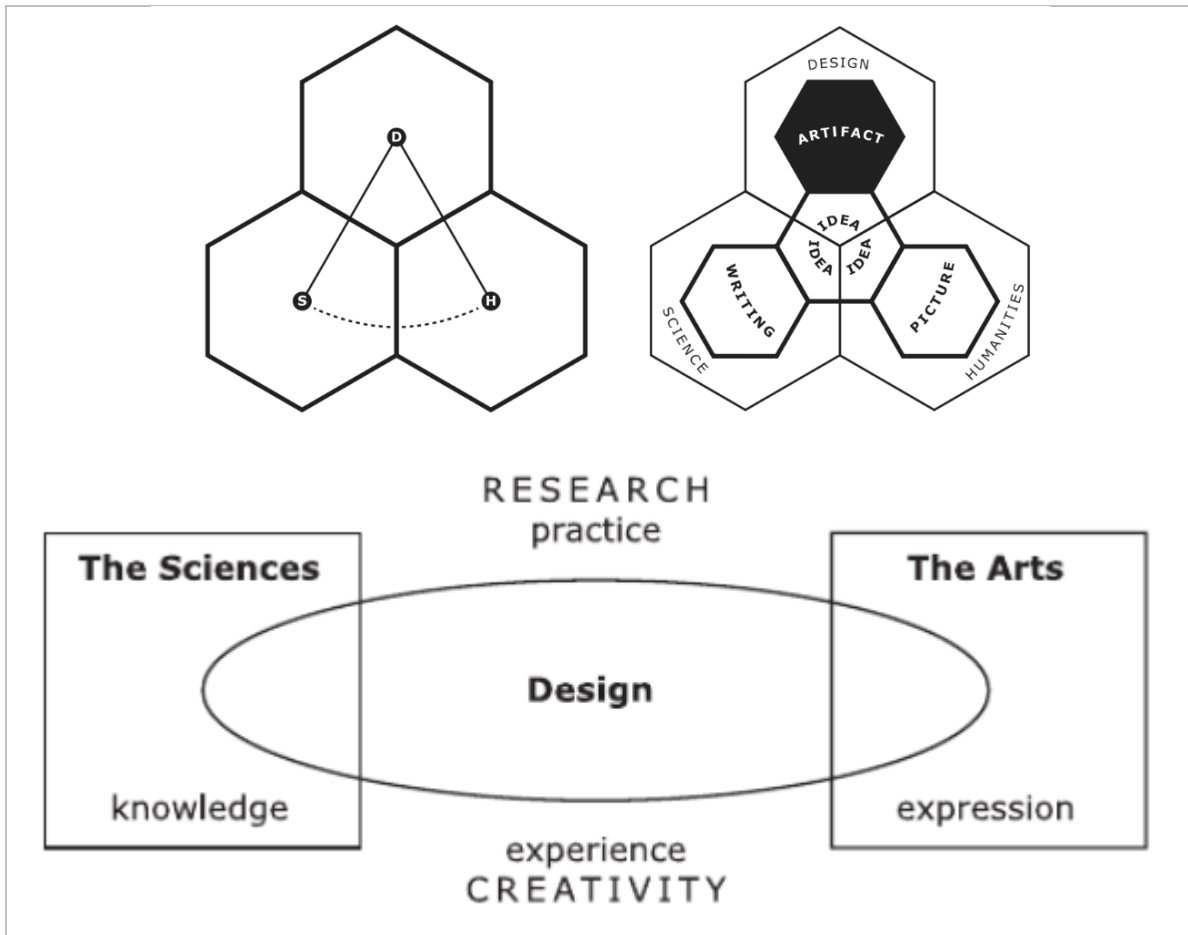 D
S
H
DESIGN
ARTIFACT
IDEA
IDEA
IDEA
WRITING
PICTURE
SCIENCE
HUMANITIES
RESEARCH
practice
The Sciences
The Arts
Design
knowledge
expression
experience
CREATIVITY